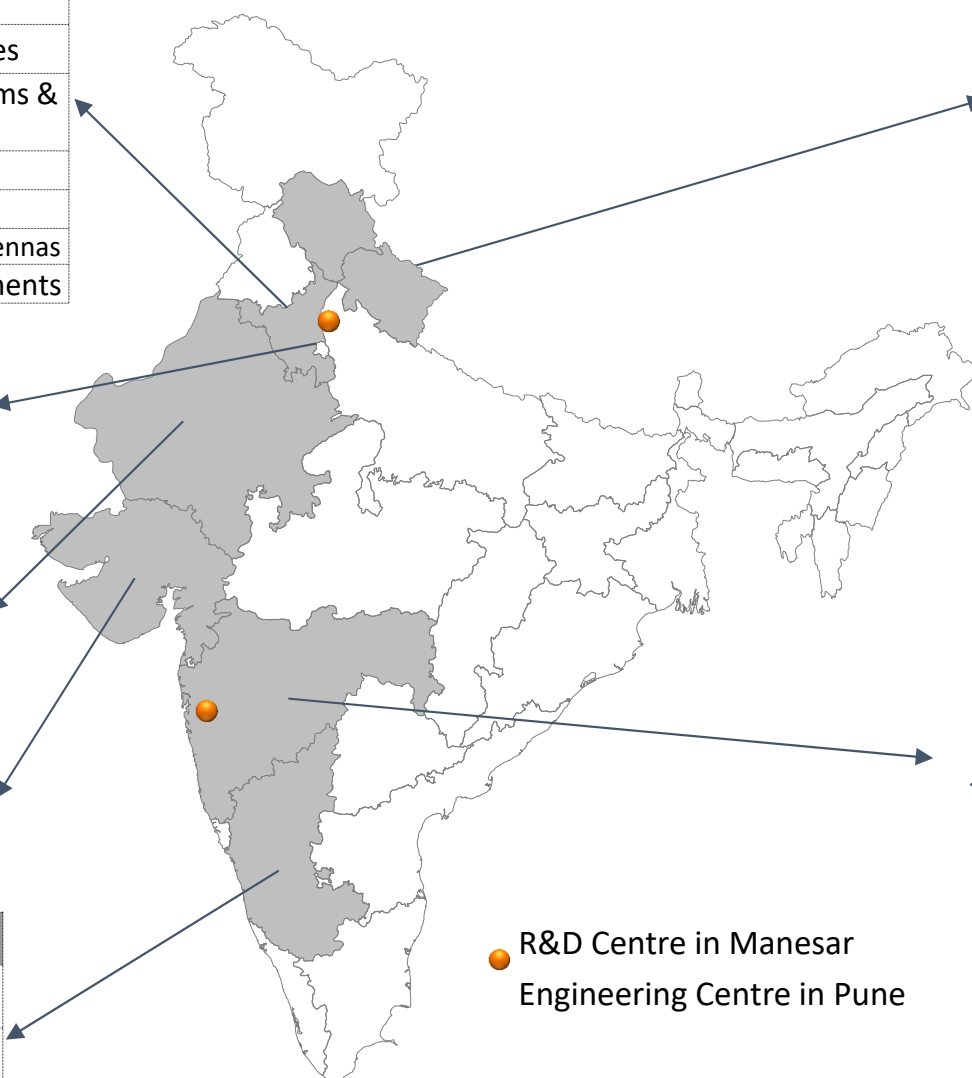 es
ms &
ennas
nents
R&D Centre in Manesar
Engineering Centre in Pune